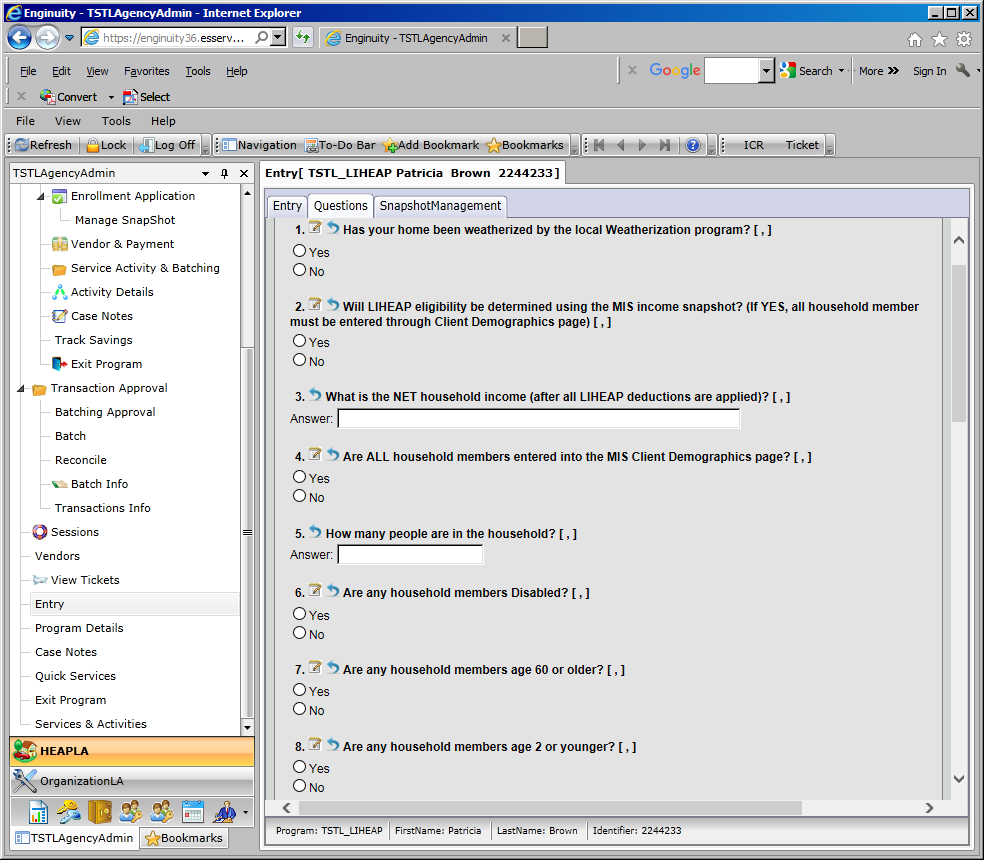 Enginuity - TSTLAgencyAdmin - Internet Explorer
https://enginuity36.esserv...
Enginuity - TSTLAgencyAdmin
File Edit View Favorites Tools Help
Google Search More Sign In
Convert Select
File View Tools Help
Refresh Lock Log Off Navigation To-Do Bar Add Bookmark Bookmarks ICR Ticket
TSTLAgencyAdmin
Enrollment Application
Manage SnapShot
Vendor & Payment
Service Activity & Batching
Activity Details
Case Notes
Track Savings
Exit Program
Transaction Approval
Batching Approval
Batch
Reconcile
Batch Info
Transactions Info
Sessions
Vendors
View Tickets
Entry
Program Details
Case Notes
Quick Services
Exit Program
Services & Activities
HEAPLA
OrganizationLA
TSTLAgencyAdmin Bookmarks
Entry[ TSTL_LIHEAP Patricia Brown 2244233]
Entry Questions SnapshotManagement
1. Has your home been weatherized by the local Weatherization program? [ , ]
Yes
No
2. Will LIHEAP eligibility be determined using the MIS income snapshot? (If YES, all household member
must be entered through Client Demographics page) [ , ]
Yes
No
3. What is the NET household income (after all LIHEAP deductions are applied)? [ , ]
Answer:
4. Are ALL household members entered into the MIS Client Demographics page? [ , ]
Yes
No
5. How many people are in the household? [ , ]
Answer:
6. Are any household members Disabled? [ , ]
Yes
No
7. Are any household members age 60 or older? [ , ]
Yes
No
8. Are any household members age 2 or younger? [ , ]
Yes
No
Program: TSTL_LIHEAP FirstName: Patricia LastName: Brown Identifier: 2244233